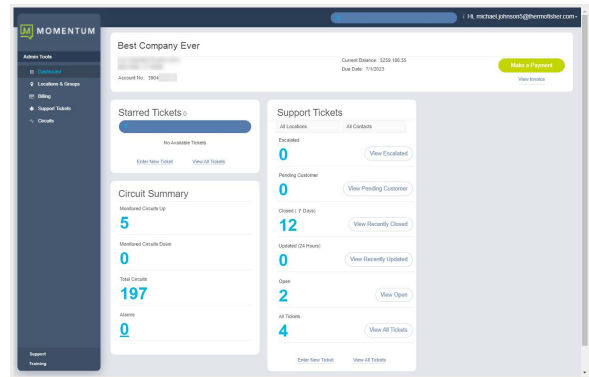 MOMENTUM
Hi, michael.johnson5@thermofisher.com
Admin Tools
Dashboard
Locations & Groups
Billing
Support Tickets
Circuits
Support
Training
Best Company Ever
Account No. 3904
Current Balance: $259,186.55
Due Date: 7/1/2023
Make a Payment
View Invoice
Starred Tickets 0
No Available Tickets
Enter New Ticket View All Tickets
Circuit Summary
Monitored Circuits Up
5
Monitored Circuits Down
0
Total Circuits
197
Alarms
0
Support Tickets
All Locations All Contacts
Escalated
0 View Escalated
Pending Customer
0 View Pending Customer
Closed ( 7 Days)
12 View Recently Closed
Updated (24 Hours)
0 View Recently Updated
Open
2 View Open
All Tickets
4 View All Tickets
Enter New Ticket View All Tickets